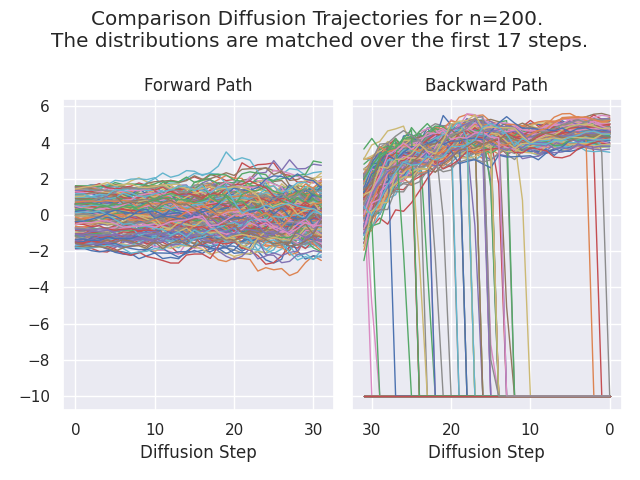 Comparison Diffusion Trajectories for n=200.
The distributions are matched over the first 17 steps.
Forward Path
Backward Path
6
4
2
0
−2
−4
−6
−8
−10
0 10 20 30
30 20 10 0
Diffusion Step
Diffusion Step